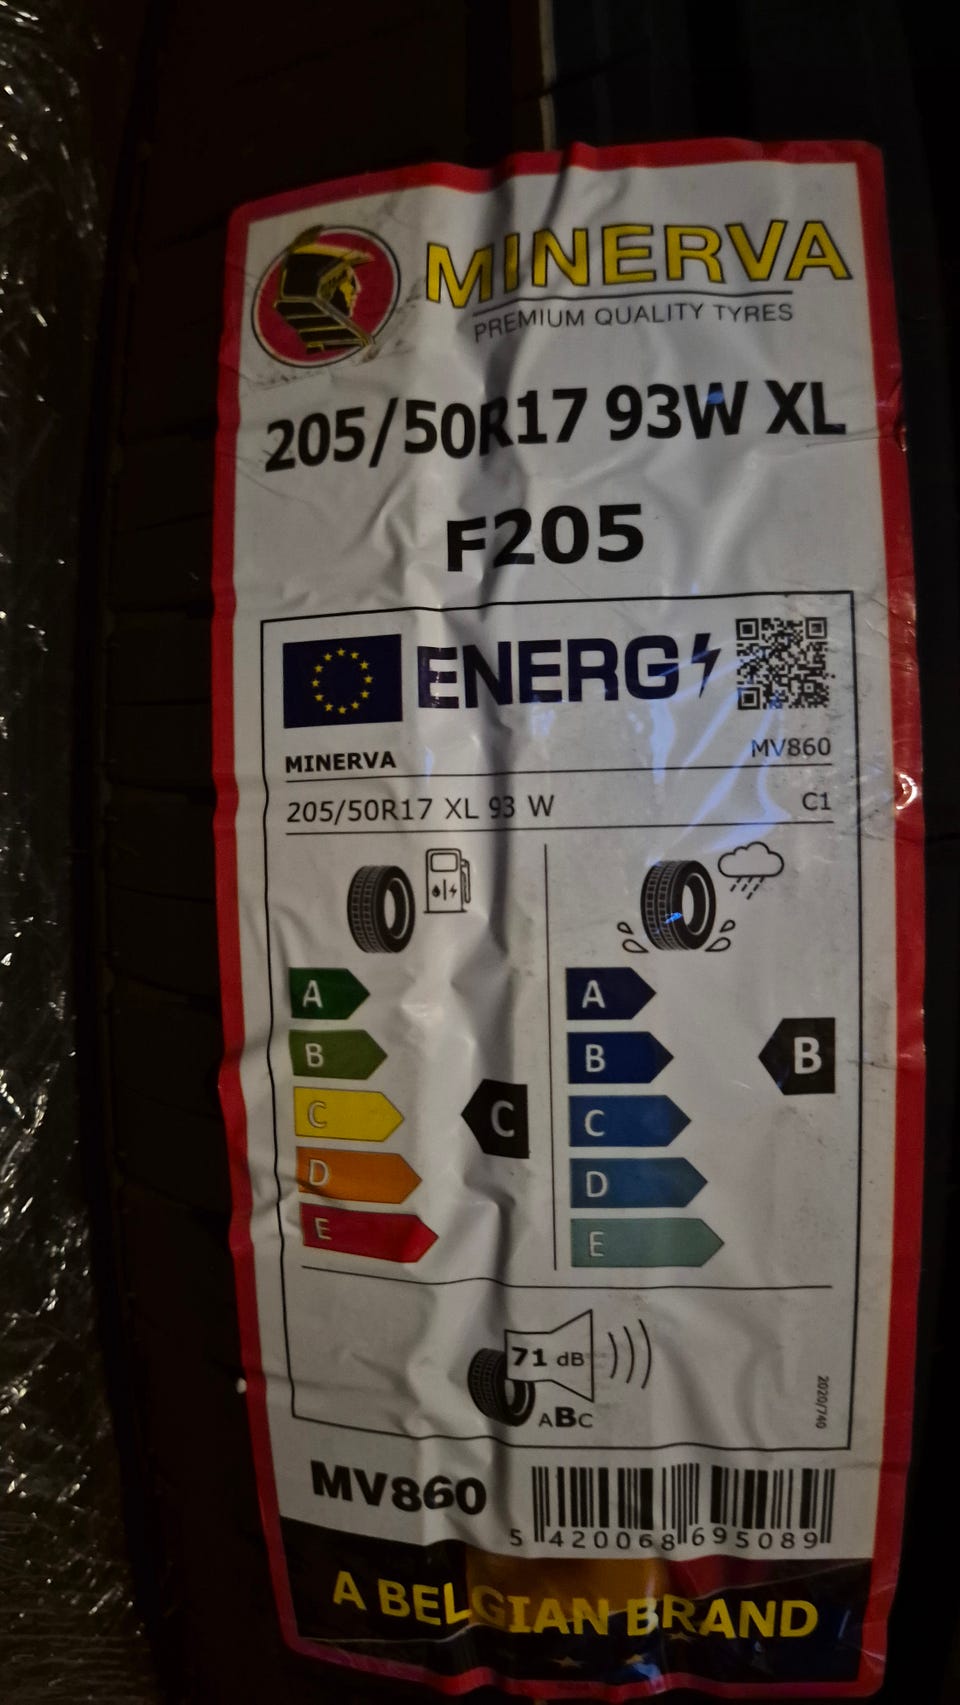 MINERVA
PREMIUM QUALITY TYRES
205/50R17 93W XL
F205
ENERG
MINERVA MV860
205/50R17 XL 93 W C1
A A
B B B
C C C
D D
E E
71 dB
ABC
2020/740
MV860
5 420068 695089
A BELGIAN BRAND